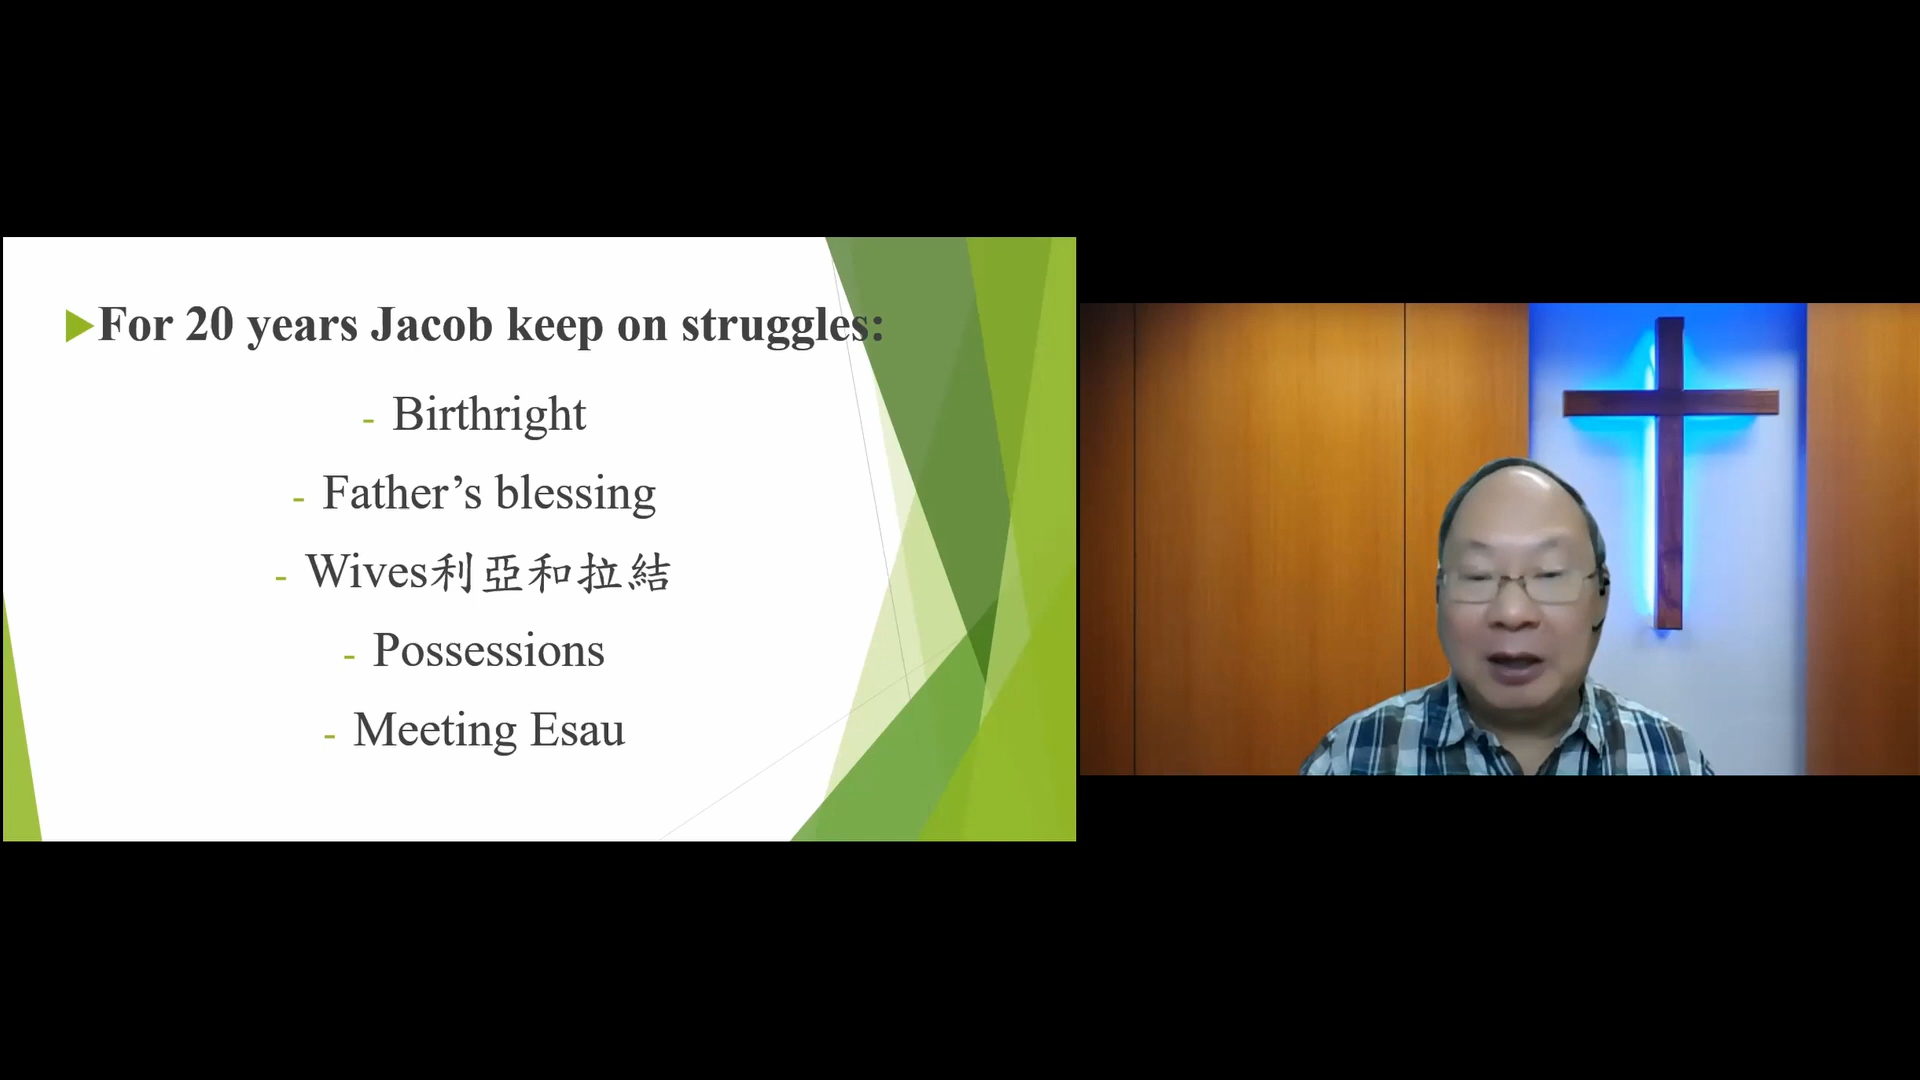 For 20 years Jacob keep on struggles:
- Birthright
- Father’s blessing
- Wives利亞和拉結
- Possessions
- Meeting Esau